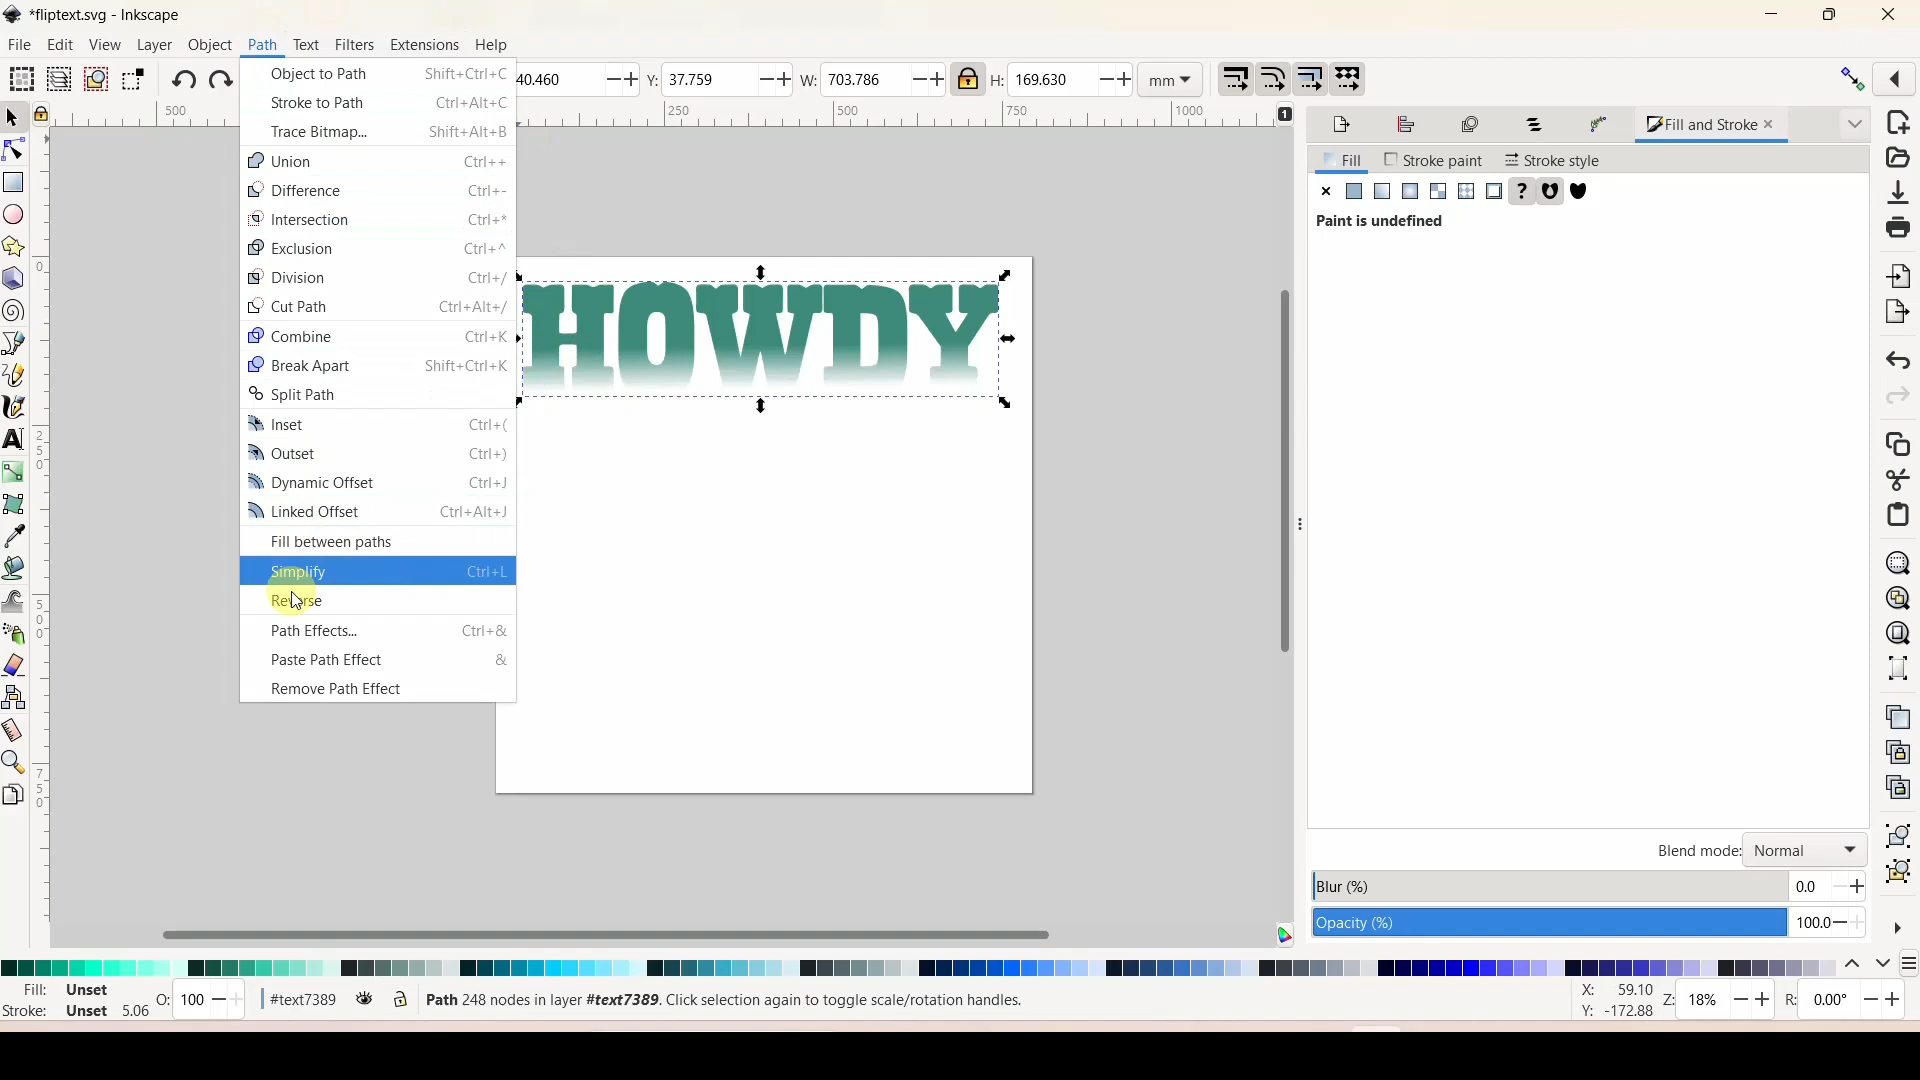 *fliptext.svg - Inkscape
File Edit View Layer Object Path Text Filters Extensions Help
40.460 Y: 37.759 W: 703.786 H: 169.630 mm
Object to Path Shift+Ctrl+C
Stroke to Path Ctrl+Alt+C
Trace Bitmap... Shift+Alt+B
Union Ctrl++
Difference Ctrl+-
Intersection Ctrl+*
Exclusion Ctrl+^
Division Ctrl+/
Cut Path Ctrl+Alt+/
Combine Ctrl+K
Break Apart Shift+Ctrl+K
Split Path
Inset Ctrl+(
Outset Ctrl+)
Dynamic Offset Ctrl+J
Linked Offset Ctrl+Alt+J
Fill between paths
Simplify Ctrl+L
Reverse
Path Effects... Ctrl+&
Paste Path Effect &
Remove Path Effect
500 250 500 750 1000
1
0
250
500
750
HOWDY
Fill and Stroke
Fill Stroke paint Stroke style
Paint is undefined
Blend mode: Normal
Blur (%) 0.0
Opacity (%) 100.0
Fill: Unset
Stroke: Unset 5.06
O: 100
#text7389
Path 248 nodes in layer #text7389. Click selection again to toggle scale/rotation handles.
X: 59.10
Y: -172.88
Z: 18%
R: 0.00°